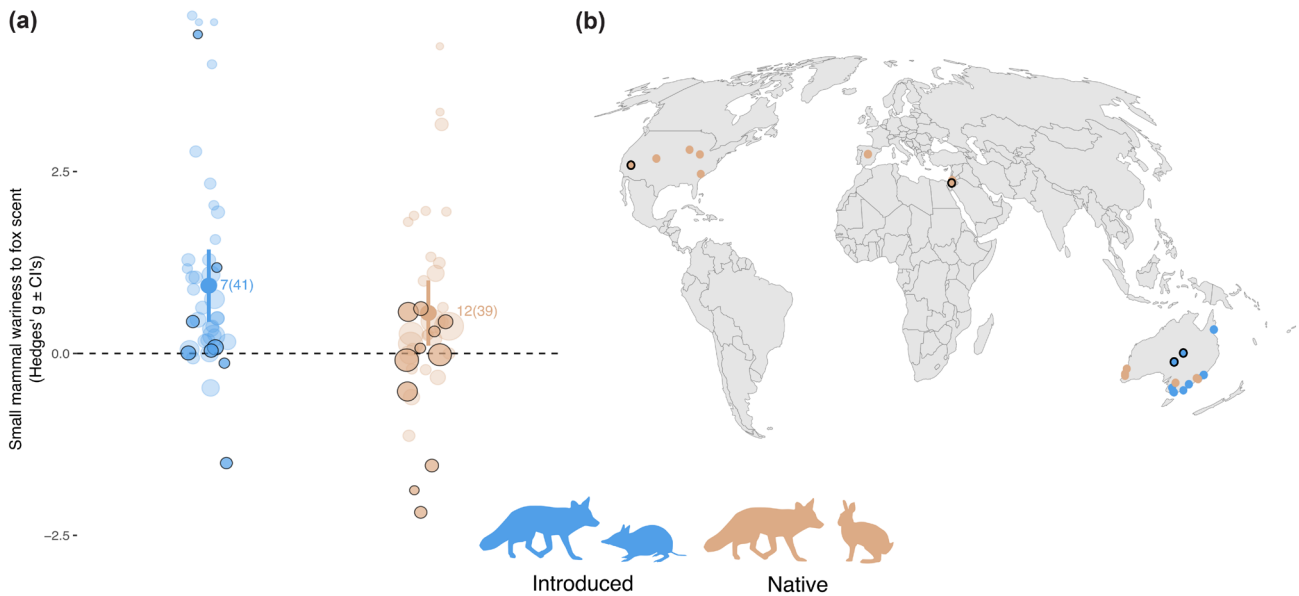 (a)
(b)
Small mammal wariness to fox scent
(Hedges' g ± CI's)
2.5
0.0
−2.5
7(41)
12(39)
Introduced
Native